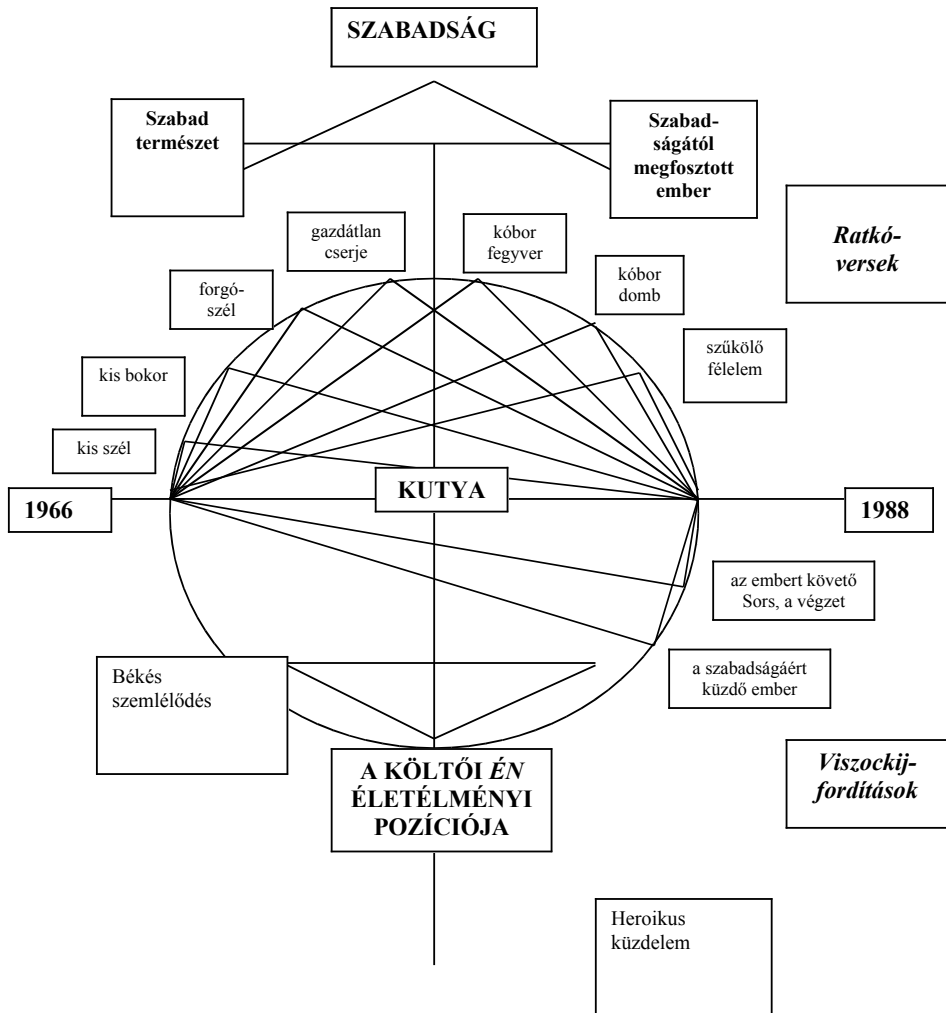 SZABADSÁG
Szabad
természet
Szabad-
ságától
megfosztott
ember
Ratkó-
versek
gazdátlan
cserje
kóbor
fegyver
forgó-
szél
kóbor
domb
szűkölő
félelem
kis bokor
kis szél
KUTYA
1966
1988
az embert követő
Sors, a végzet
a szabadságáért
küzdő ember
Békés
szemlélődés
A KÖLTŐI ÉN
ÉLETÉLMÉNYI
POZÍCIÓJA
Viszockij-
fordítások
Heroikus
küzdelem